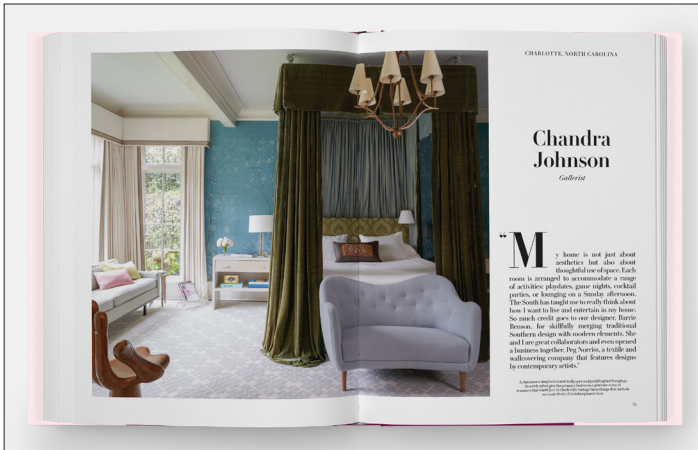 CHARLOTTE, NORTH CAROLINA
Chandra
Johnson
Gallerist
“My home is not just about
aesthetics but also about
thoughtful use of space. Each
room is arranged to accommodate a range
of activities: playdates, game nights, cocktail
parties, or lounging on a Sunday afternoon.
The South has taught me to really think about
how I want to live and entertain in my home.
So much credit goes to our designer, Barrie
Benson, for skillfully merging traditional
Southern design with modern elements. She
and I are great collaborators and even opened
a business together, Peg Norriss, a textile and
wallcovering company that features designs
by contemporary artists.”